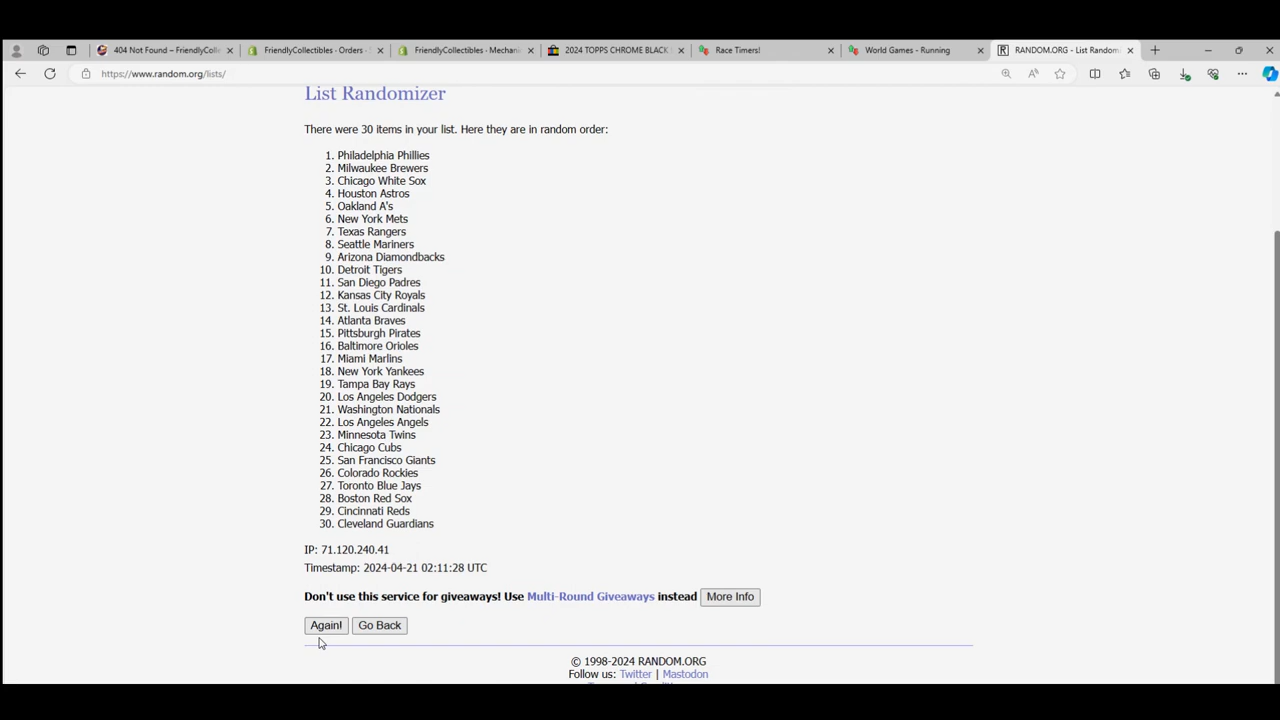 404 Not Found – FriendlyColle
FriendlyCollectibles - Orders - S
FriendlyCollectibles - Mechani
2024 TOPPS CHROME BLACK
Race Timers!
World Games - Running
RANDOM.ORG - List Random
https://www.random.org/lists/
List Randomizer
There were 30 items in your list. Here they are in random order:
1. Philadelphia Phillies
2. Milwaukee Brewers
3. Chicago White Sox
4. Houston Astros
5. Oakland A's
6. New York Mets
7. Texas Rangers
8. Seattle Mariners
9. Arizona Diamondbacks
10. Detroit Tigers
11. San Diego Padres
12. Kansas City Royals
13. St. Louis Cardinals
14. Atlanta Braves
15. Pittsburgh Pirates
16. Baltimore Orioles
17. Miami Marlins
18. New York Yankees
19. Tampa Bay Rays
20. Los Angeles Dodgers
21. Washington Nationals
22. Los Angeles Angels
23. Minnesota Twins
24. Chicago Cubs
25. San Francisco Giants
26. Colorado Rockies
27. Toronto Blue Jays
28. Boston Red Sox
29. Cincinnati Reds
30. Cleveland Guardians
IP: 71.120.240.41
Timestamp: 2024-04-21 02:11:28 UTC
Don't use this service for giveaways! Use Multi-Round Giveaways instead More Info
Again! Go Back
© 1998-2024 RANDOM.ORG
Follow us: Twitter | Mastodon